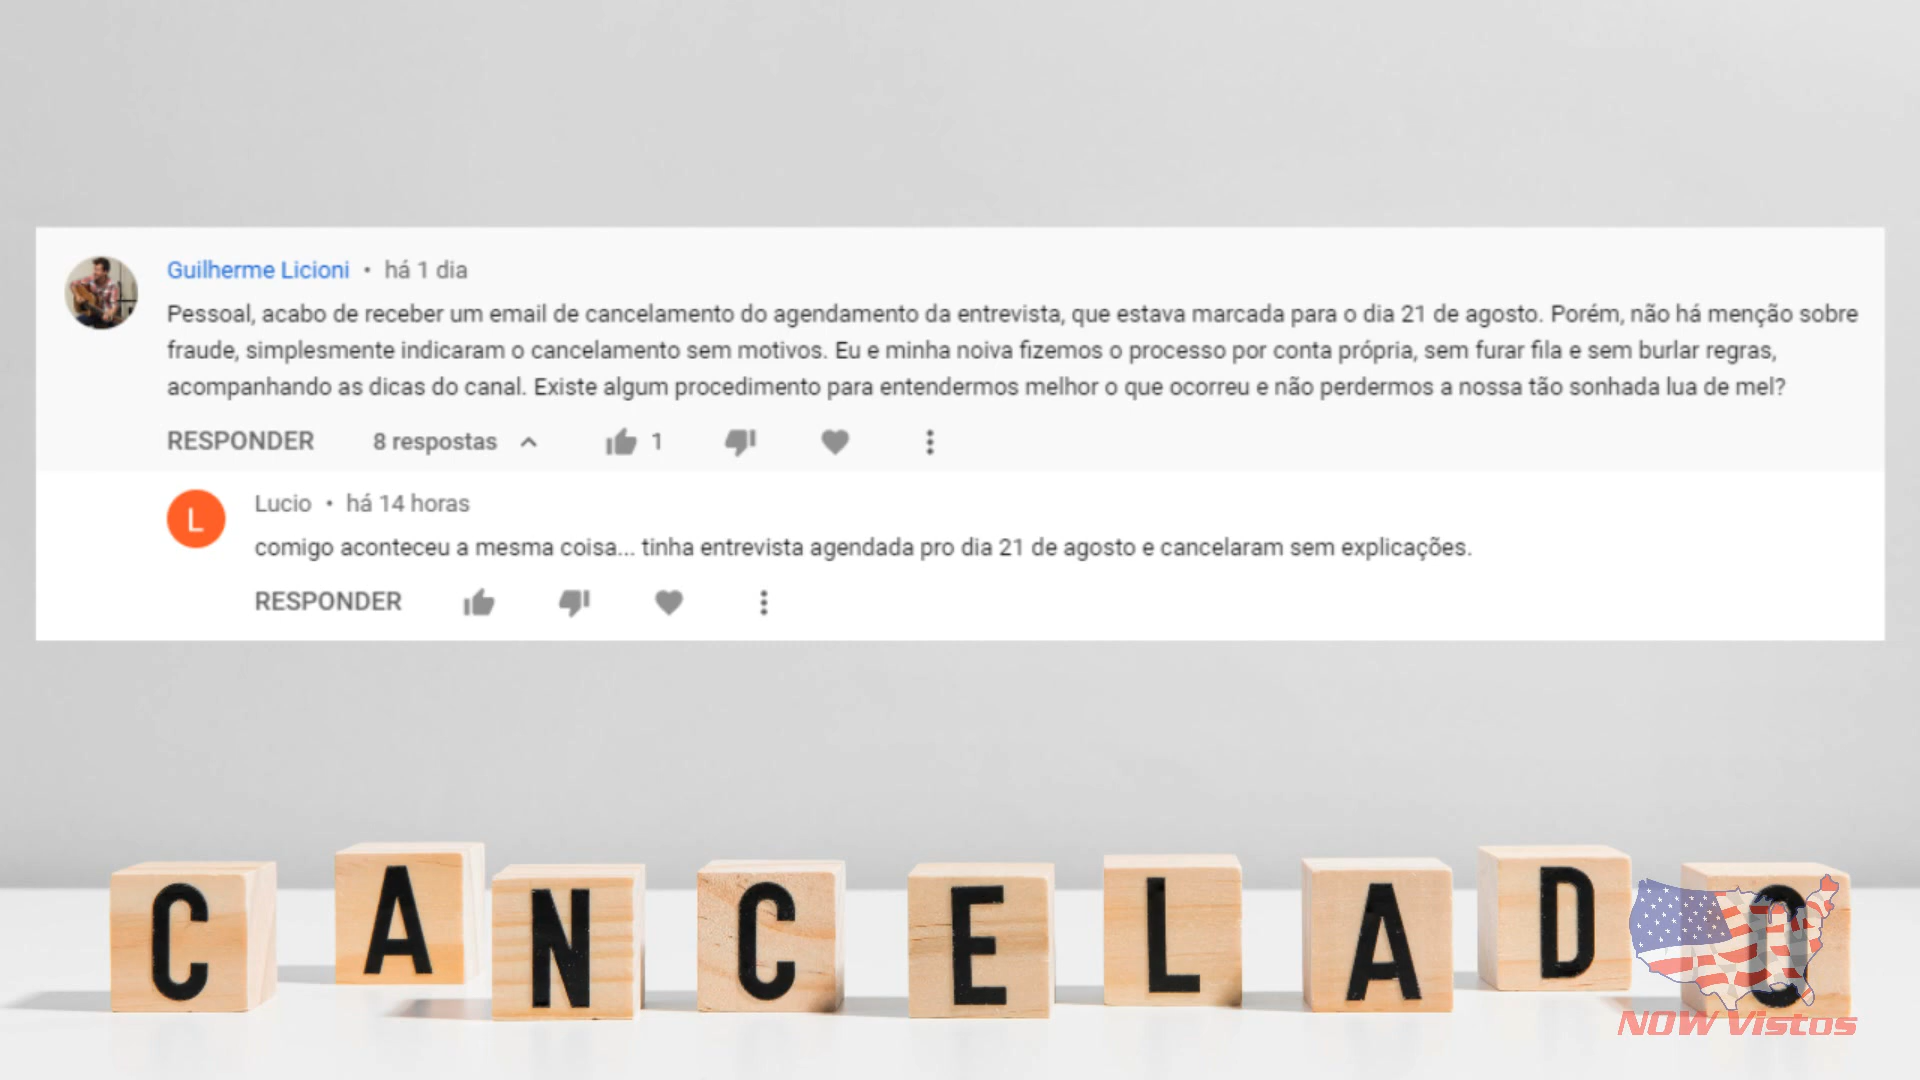 Guilherme Licioni • há 1 dia
Pessoal, acabo de receber um email de cancelamento do agendamento da entrevista, que estava marcada para o dia 21 de agosto. Porém, não há menção sobre
fraude, simplesmente indicaram o cancelamento sem motivos. Eu e minha noiva fizemos o processo por conta própria, sem furar fila e sem burlar regras,
acompanhando as dicas do canal. Existe algum procedimento para entendermos melhor o que ocorreu e não perdermos a nossa tão sonhada lua de mel?
RESPONDER 8 respostas 1
L
Lucio • há 14 horas
comigo aconteceu a mesma coisa... tinha entrevista agendada pro dia 21 de agosto e cancelaram sem explicações.
RESPONDER
CANCELADO
NOW Vistos